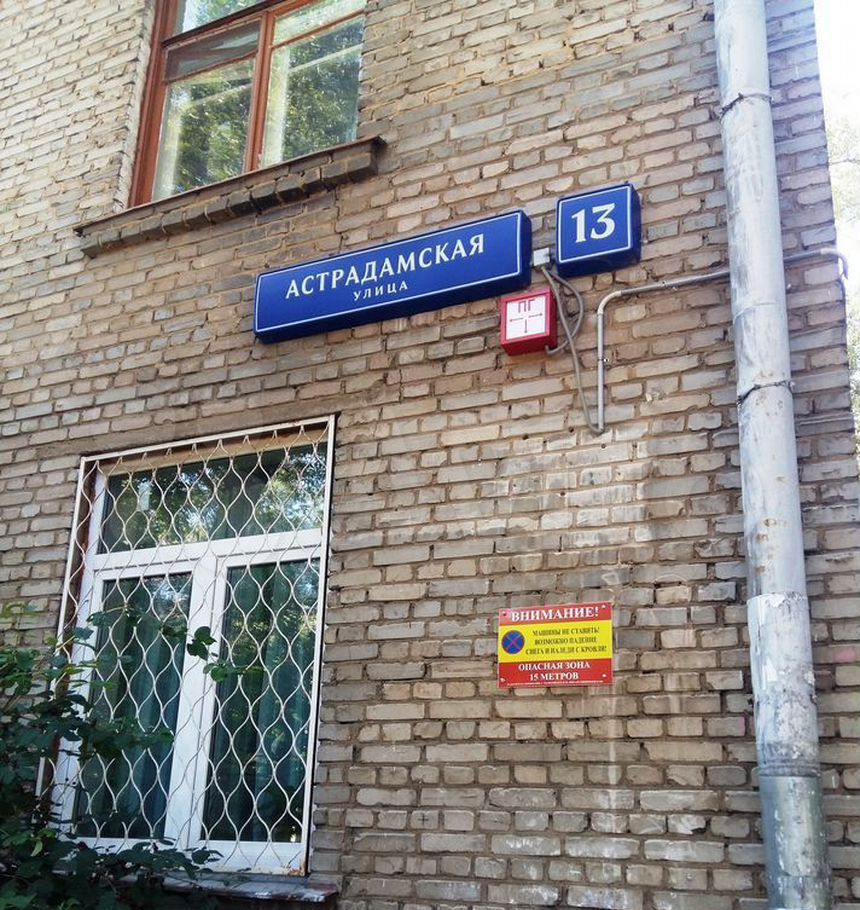 АСТРАДАМСКАЯ
УЛИЦА
13
ПГ
ВНИМАНИЕ!
МАШИНЫ НЕ СТАВИТЬ!
ВОЗМОЖНО ПАДЕНИЕ
СНЕГА И НАЛЕДИ С КРОВЛИ!
ОПАСНАЯ ЗОНА
15 МЕТРОВ